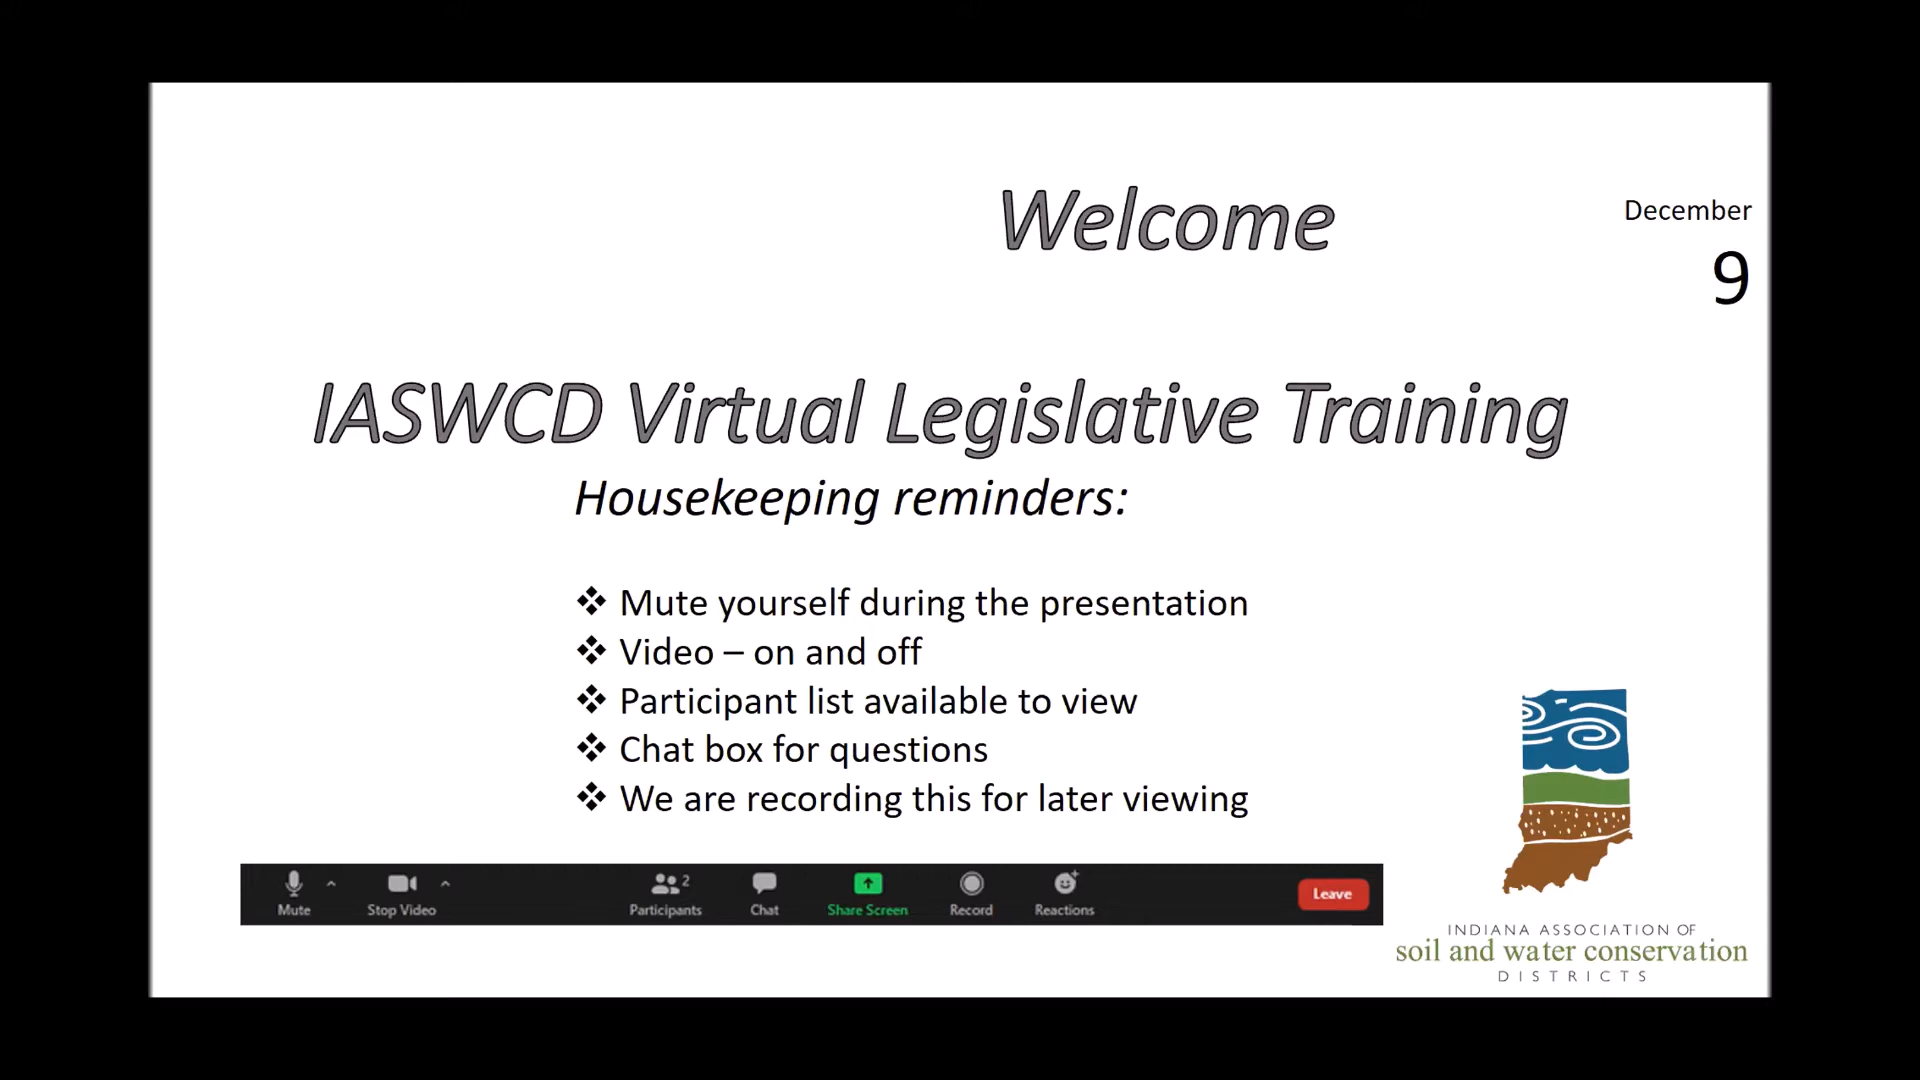 Welcome
December
9
IASWCD Virtual Legislative Training
Housekeeping reminders:
❖ Mute yourself during the presentation
❖ Video – on and off
❖ Participant list available to view
❖ Chat box for questions
❖ We are recording this for later viewing
Mute
Stop Video
2
Participants
Chat
Share Screen
Record
Reactions
Leave
INDIANA ASSOCIATION OF
soil and water conservation
DISTRICTS